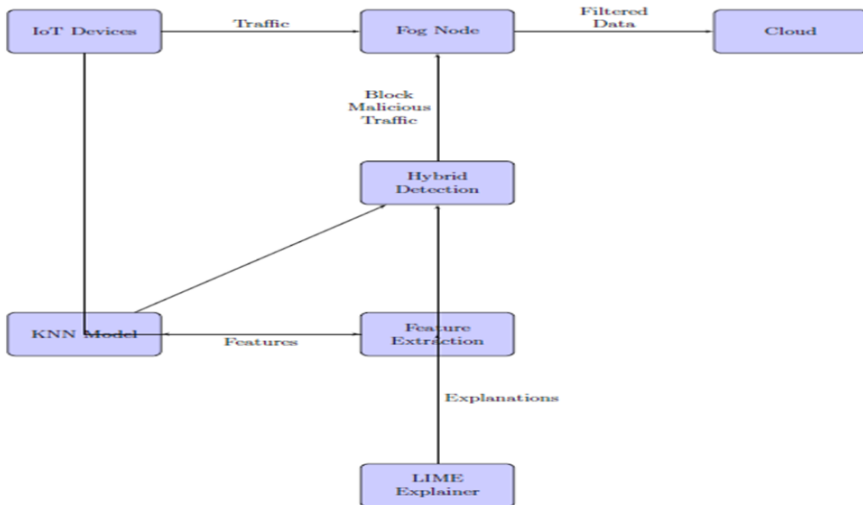 IoT Devices
Traffic
Fog Node
Filtered
Data
Cloud
Block
Malicious
Traffic
Hybrid
Detection
KNN Model
Features
Feature
Extraction
Explanations
LIME
Explainer